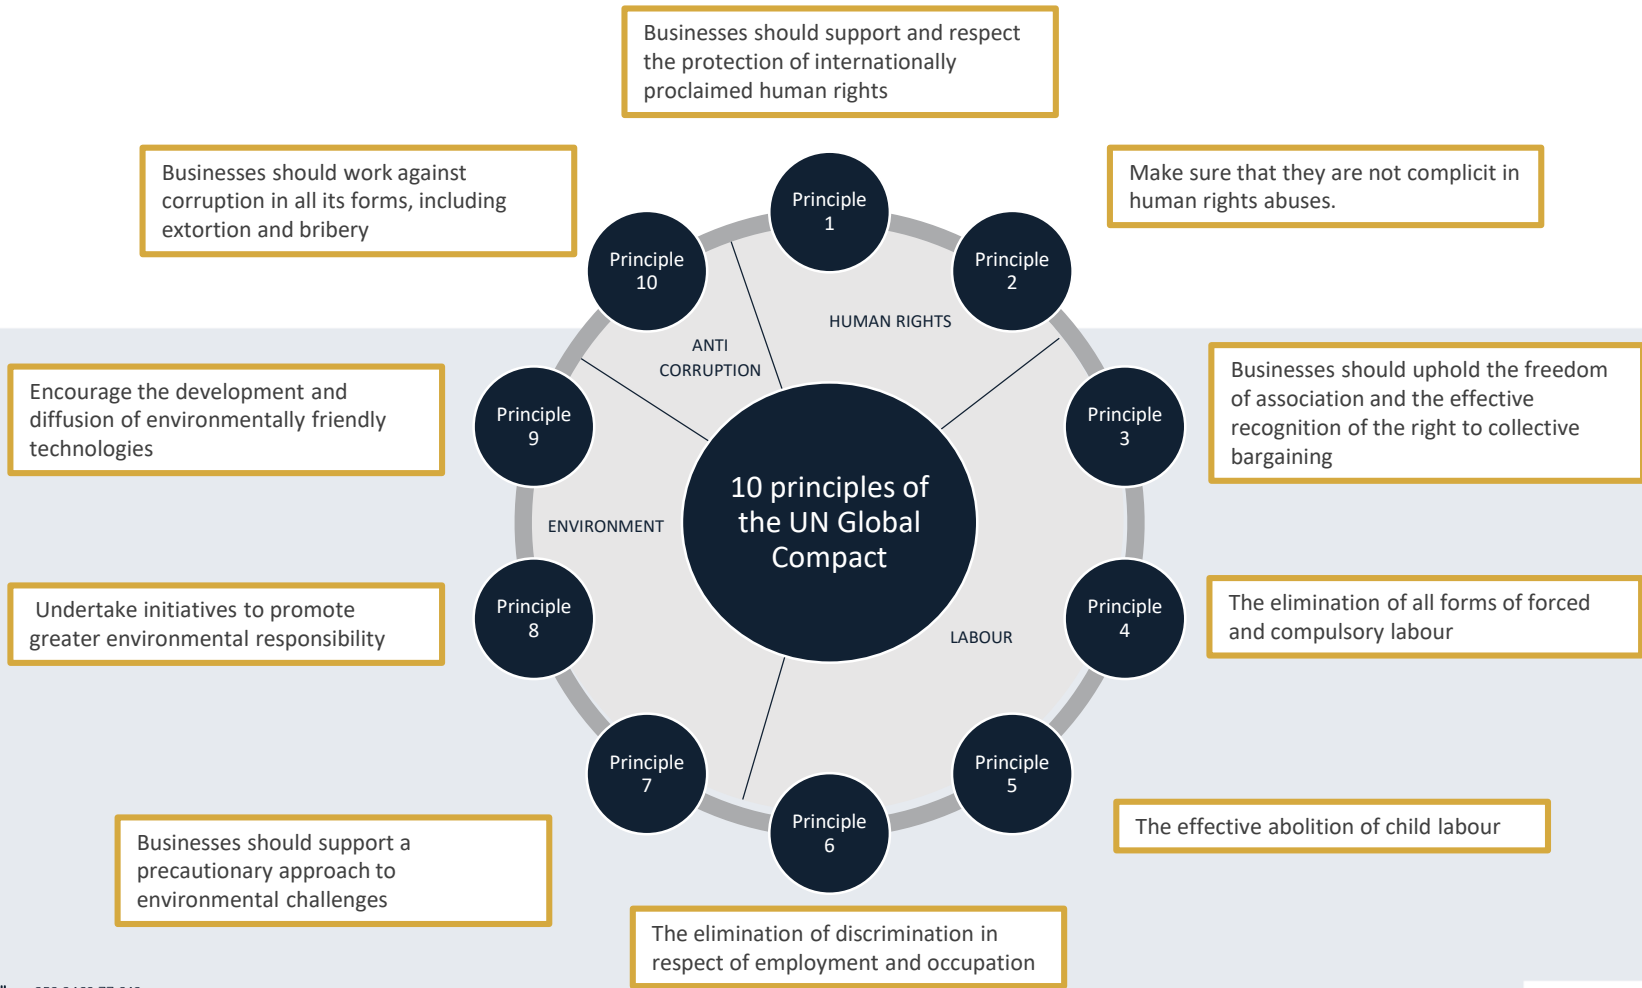 Businesses should support and respect
the protection of internationally
proclaimed human rights
Businesses should work against
corruption in all its forms, including
extortion and bribery
Make sure that they are not complicit in
human rights abuses.
Principle
1
Principle
10
Principle
2
HUMAN RIGHTS
ANTI
CORRUPTION
Encourage the development and
diffusion of environmentally friendly
technologies
Principle
9
Principle
3
Businesses should uphold the freedom
of association and the effective
recognition of the right to collective
bargaining
10 principles of
the UN Global
Compact
ENVIRONMENT
Undertake initiatives to promote
greater environmental responsibility
Principle
8
LABOUR
Principle
4
The elimination of all forms of forced
and compulsory labour
Principle
7
Principle
5
Principle
6
Businesses should support a
precautionary approach to
environmental challenges
The effective abolition of child labour
The elimination of discrimination in
respect of employment and occupation